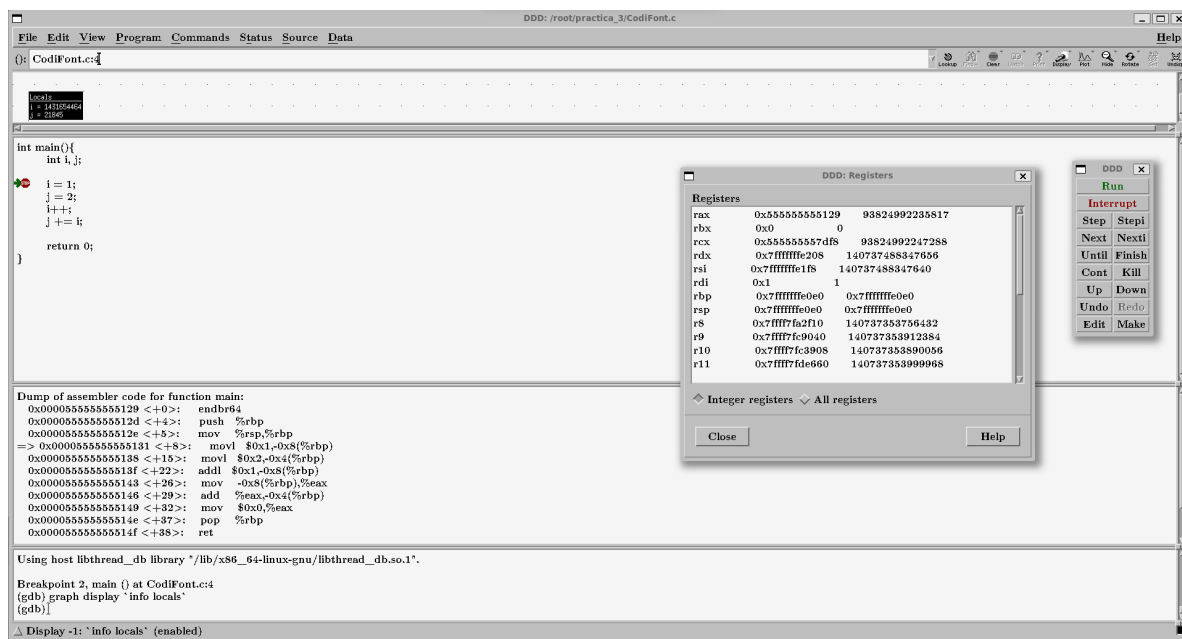 DDD: /root/practica_3/CodiFont.c
File Edit View Program Commands Status Source Data Help
(): CodiFont.c:4
Lookup Clear Display Plot Hide Rotate Set Undisp
Locals
i = 1431654464
j = 21845
int main(){
int i, j;
i = 1;
j = 2;
i++;
j += i;
return 0;
}
DDD: Registers
Registers
rax 0x555555555129 93824992235817
rbx 0x0 0
rcx 0x555555557df8 93824992247288
rdx 0x7fffffffe208 140737488347656
rsi 0x7fffffffe1f8 140737488347640
rdi 0x1 1
rbp 0x7fffffffe0e0 0x7fffffffe0e0
rsp 0x7fffffffe0e0 0x7fffffffe0e0
r8 0x7ffff7fa2f10 140737353756432
r9 0x7ffff7fc9040 140737353912384
r10 0x7ffff7fc3908 140737353890056
r11 0x7ffff7fde660 140737353999968
Integer registers All registers
Close Help
DDD
Run
Interrupt
Step Stepi
Next Nexti
Until Finish
Cont Kill
Up Down
Undo Redo
Edit Make
Dump of assembler code for function main:
0x0000555555555129 <+0>: endbr64
0x000055555555512d <+4>: push %rbp
0x000055555555512e <+5>: mov %rsp,%rbp
=> 0x0000555555555131 <+8>: movl $0x1,-0x8(%rbp)
0x0000555555555138 <+15>: movl $0x2,-0x4(%rbp)
0x000055555555513f <+22>: addl $0x1,-0x8(%rbp)
0x0000555555555143 <+26>: mov -0x8(%rbp),%eax
0x0000555555555146 <+29>: add %eax,-0x4(%rbp)
0x0000555555555149 <+32>: mov $0x0,%eax
0x000055555555514e <+37>: pop %rbp
0x000055555555514f <+38>: ret
Using host libthread_db library "/lib/x86_64-linux-gnu/libthread_db.so.1".
Breakpoint 2, main () at CodiFont.c:4
(gdb) graph display `info locals`
(gdb)
Display -1: `info locals` (enabled)